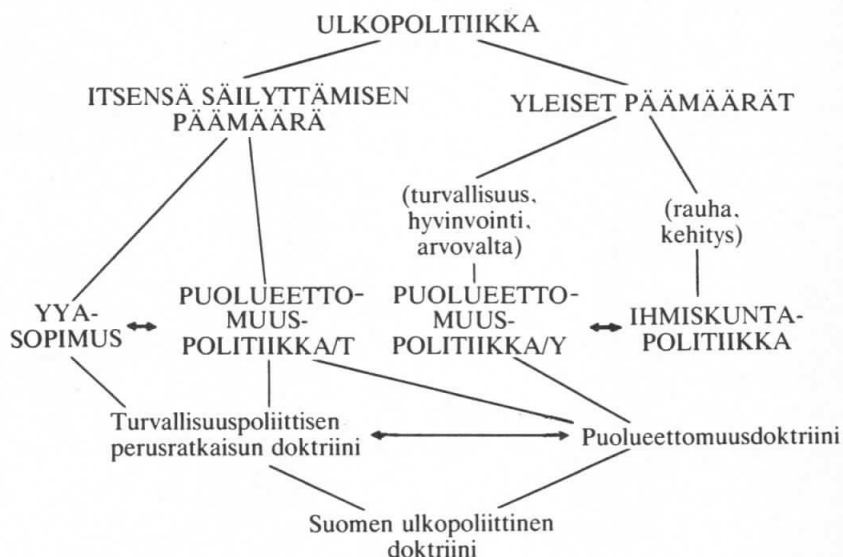 ULKOPOLITIIKKA
ITSENSÄ SÄILYTTÄMISEN
PÄÄMÄÄRÄ
YLEISET PÄÄMÄÄRÄT
(turvallisuus,
hyvinvointi,
arvovalta)
(rauha,
kehitys)
YYA-
SOPIMUS
PUOLUEETTO-
MUUS-
POLITIIKKA/T
PUOLUEETTO-
MUUS-
POLITIIKKA/Y
IHMISKUNTA-
POLITIIKKA
Turvallisuuspoliittisen
perusratkaisun doktriini
Puolueettomuusdoktriini
Suomen ulkopoliittinen
doktriini